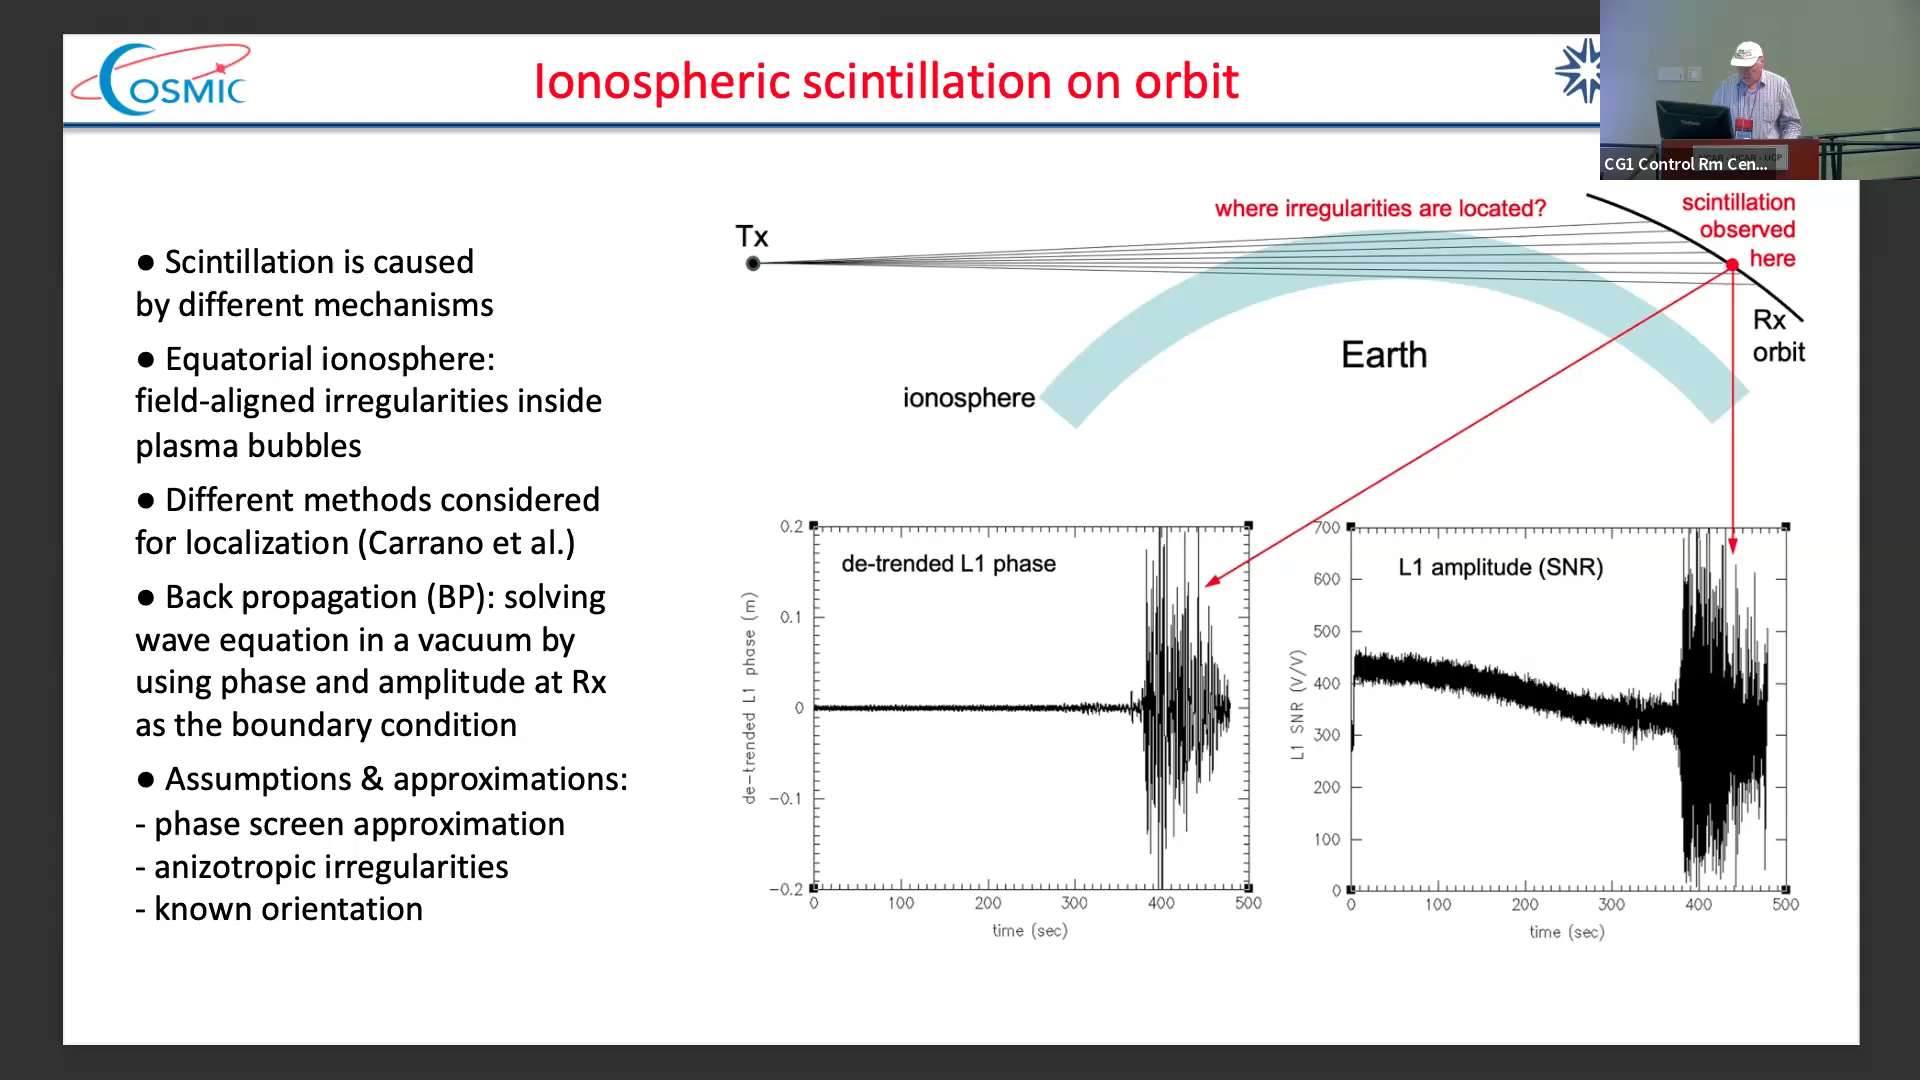 COSMIC
Ionospheric scintillation on orbit
CG1 Control Rm Cen...
● Scintillation is caused
by different mechanisms
● Equatorial ionosphere:
field-aligned irregularities inside
plasma bubbles
● Different methods considered
for localization (Carrano et al.)
● Back propagation (BP): solving
wave equation in a vacuum by
using phase and amplitude at Rx
as the boundary condition
● Assumptions & approximations:
- phase screen approximation
- anizotropic irregularities
- known orientation
Tx
where irregularities are located?
scintillation
observed
here
Rx
orbit
Earth
ionosphere
de-trended L1 phase
de-trended L1 phase (m)
0.2
0.1
0
-0.1
-0.2
0 100 200 300 400 500
time (sec)
L1 amplitude (SNR)
L1 SNR (V/V)
700
600
500
400
300
200
100
0
0 100 200 300 400 500
time (sec)